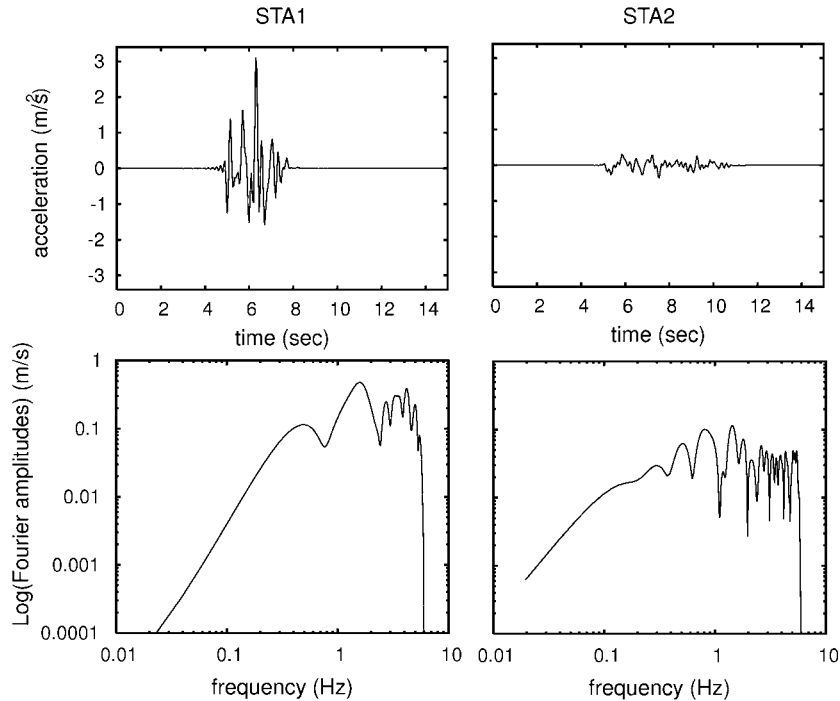 STA1
STA2
acceleration (m/s²)
3
2
1
0
-1
-2
-3
0 2 4 6 8 10 12 14
0 2 4 6 8 10 12 14
time (sec)
time (sec)
Log(Fourier amplitudes) (m/s)
1
0.1
0.01
0.001
0.0001
0.01 0.1 1 10
0.01 0.1 1 10
frequency (Hz)
frequency (Hz)